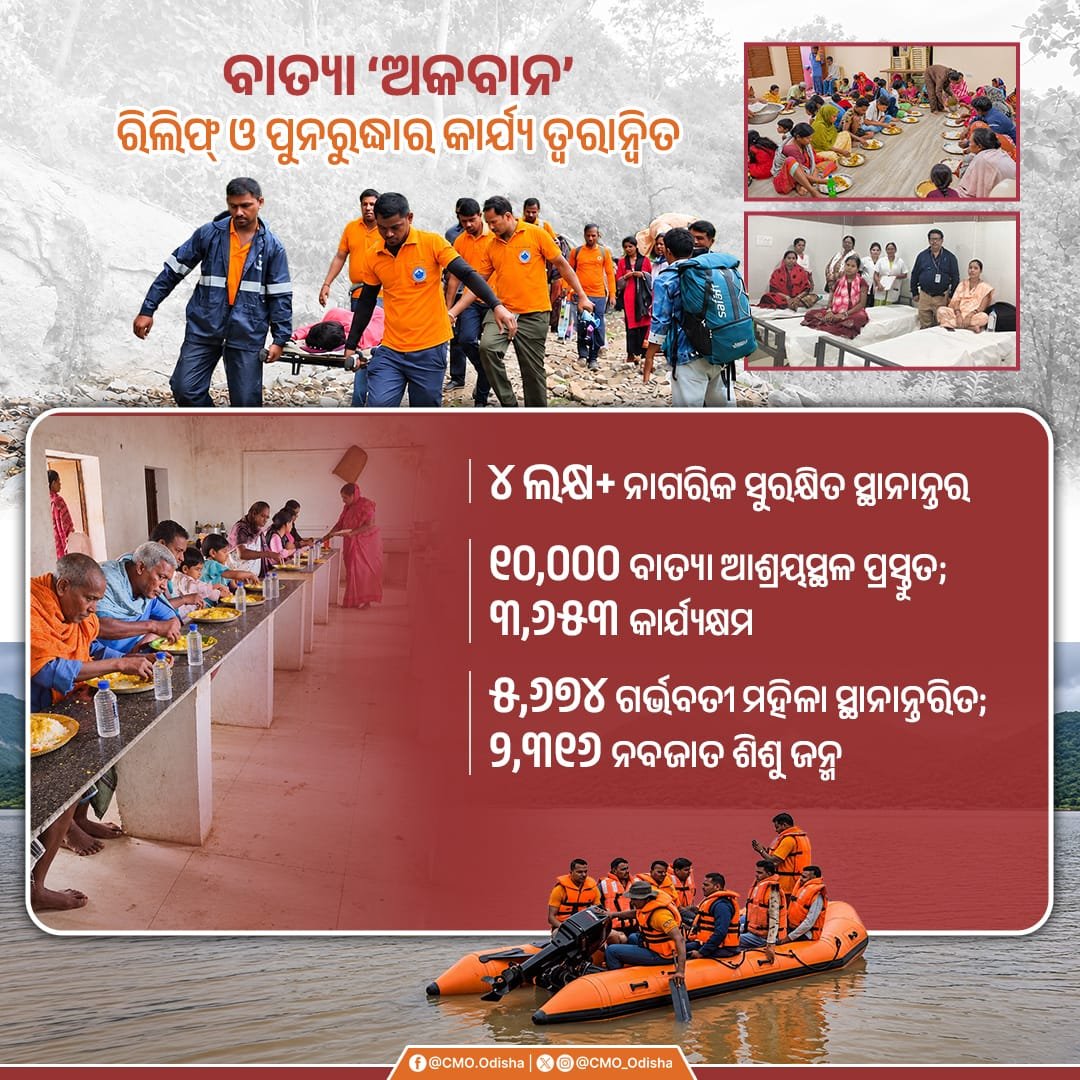 ବାତ୍ୟା ‘ଅକବାନ’
ରିଲିଫ୍ ଓ ପୁନରୁଦ୍ଧାର କାର୍ଯ୍ୟ ତ୍ୱରାନ୍ୱିତ
safari
୪ ଲକ୍ଷ+ ନାଗରିକ ସୁରକ୍ଷିତ ସ୍ଥାନାନ୍ତର
୧୦,୦୦୦ ବାତ୍ୟା ଆଶ୍ରୟସ୍ଥଳ ପ୍ରସ୍ତୁତ;
୩,୬୫୩ କାର୍ଯ୍ୟକ୍ଷମ
୫,୬୭୪ ଗର୍ଭବତୀ ମହିଳା ସ୍ଥାନାନ୍ତରିତ;
୨,୩୧୬ ନବଜାତ ଶିଶୁ ଜନ୍ମ
@CMO.Odisha | @CMO_Odisha